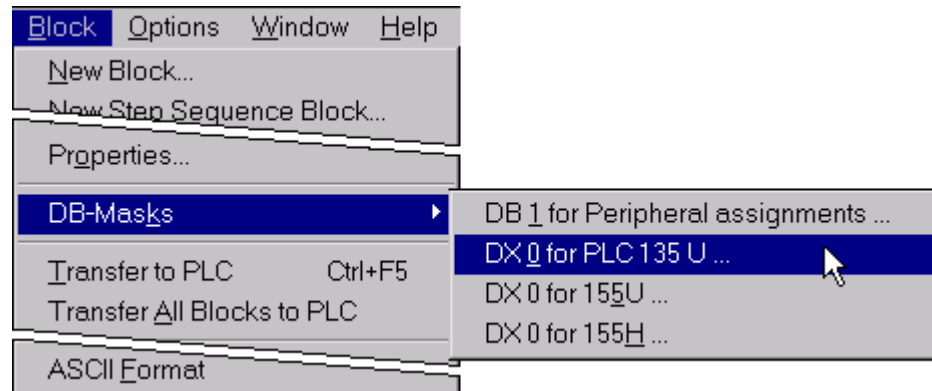 Block Options Window Help
New Block...
New Step Sequence Block...
Properties...
DB-Masks
DB 1 for Peripheral assignments ...
DX 0 for PLC 135 U ...
DX 0 for 155U ...
DX 0 for 155H ...
Transfer to PLC Ctrl+F5
Transfer All Blocks to PLC
ASCII Format